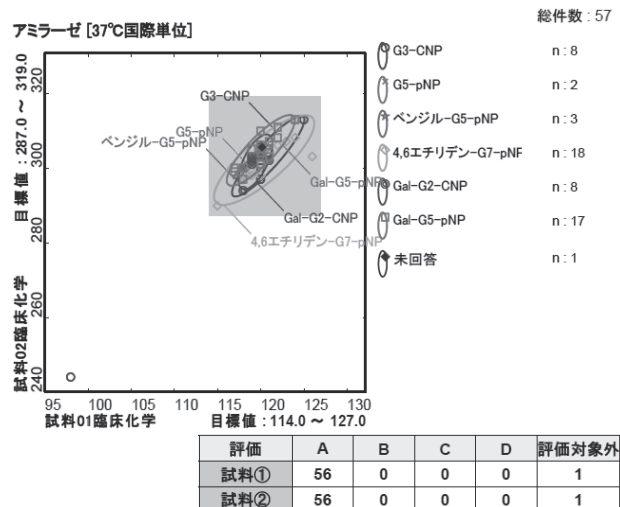 総件数 : 57
アミラーゼ [37℃国際単位]
G3-CNP n : 8
G5-pNP n : 2
ベンジル-G5-pNP n : 3
4,6エチリデン-G7-pNF n : 18
Gal-G2-CNP n : 8
Gal-G5-pNP n : 17
未回答 n : 1
G3-CNP
G5-pNP
ベンジル-G5-pNP
Gal-G5-pNP
Gal-G2-CNP
4,6エチリデン-G7-pNP
試料02臨床化学 目標値 : 287.0 ～ 319.0
240 260 280 300 320
95 100 105 110 115 120 125 130
試料01臨床化学 目標値 : 114.0 ～ 127.0
評価 A B C D 評価対象外
試料① 56 0 0 0 1
試料② 56 0 0 0 1